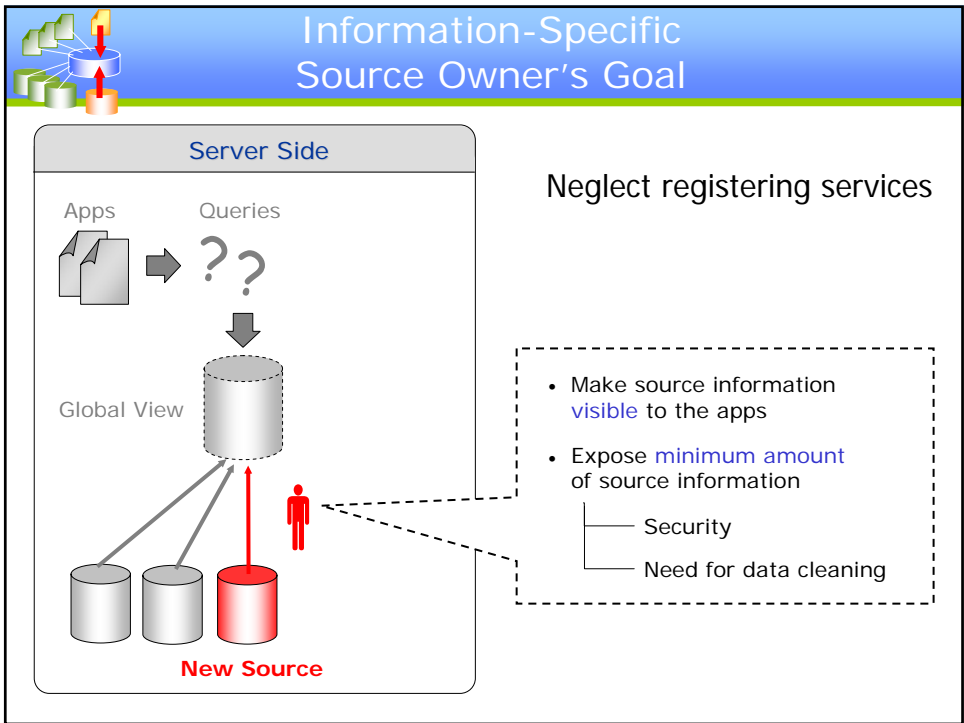 Information-Specific
Source Owner's Goal
Server Side
Neglect registering services
Apps
Queries
? ?
Global View
• Make source information
visible to the apps
• Expose minimum amount
of source information
Security
Need for data cleaning
New Source